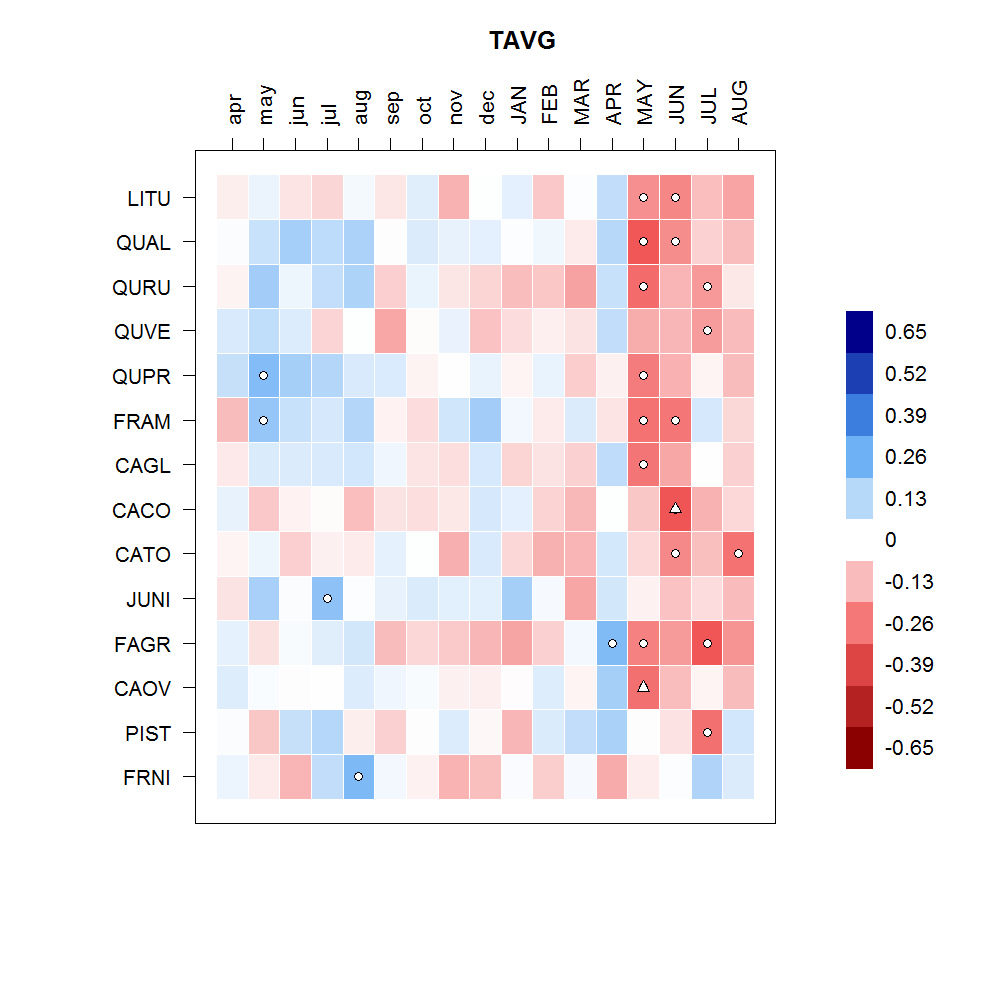 TAVG
apr may jun jul aug sep oct nov dec JAN FEB MAR APR MAY JUN JUL AUG
LITU
QUAL
QURU
QUVE
QUPR
FRAM
CAGL
CACO
CATO
JUNI
FAGR
CAOV
PIST
FRNI
0.65
0.52
0.39
0.26
0.13
0
-0.13
-0.26
-0.39
-0.52
-0.65